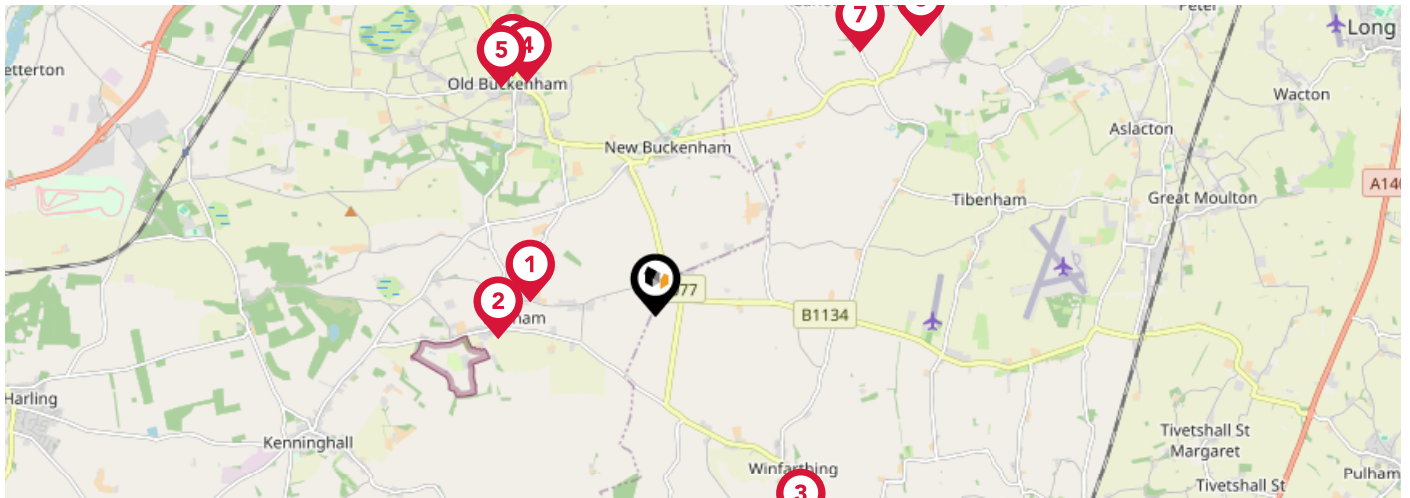 7
5
4
Long
etterton
Old Buckenham
Wacton
Aslacton
New Buckenham
A140
Tibenham
Great Moulton
1
77
2
ham
B1134
Harling
Kenninghall
Tivetshall St
Margaret
Winfarthing
Pulham
Tivetshall St
3